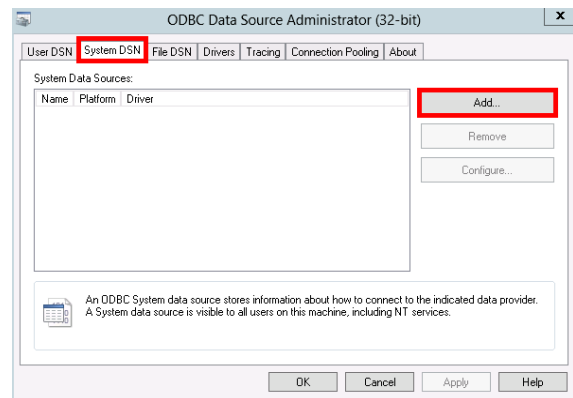 ODBC Data Source Administrator (32-bit)
x
User DSN System DSN File DSN Drivers Tracing Connection Pooling About
System Data Sources:
Name Platform Driver
Add...
Remove
Configure...
An ODBC System data source stores information about how to connect to the indicated data provider.
A System data source is visible to all users on this machine, including NT services.
OK Cancel Apply Help